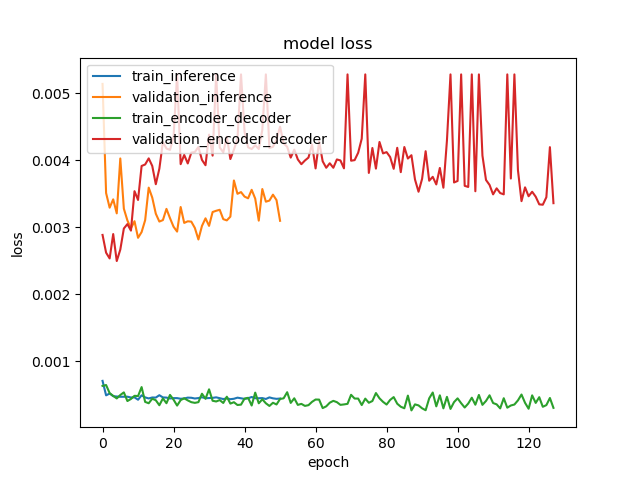 model loss
train_inference
validation_inference
train_encoder_decoder
validation_encoder_decoder
0.005
0.004
0.003
0.002
0.001
loss
0 20 40 60 80 100 120
epoch